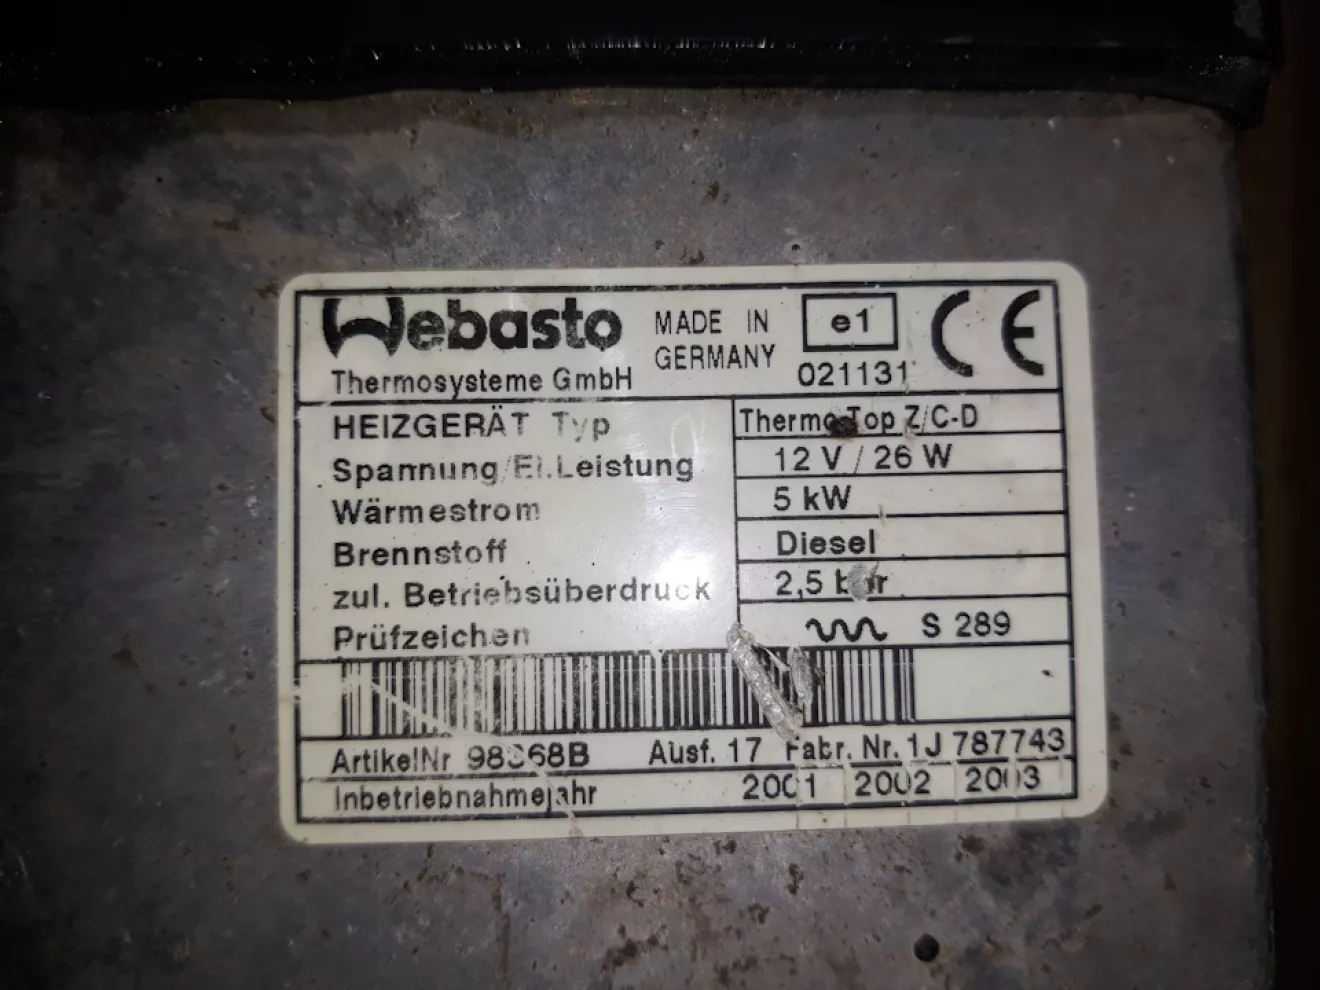 Webasto
Thermosysteme GmbH
MADE IN
GERMANY
e1
021131
CE
HEIZGERÄT Typ Thermo Top Z/C-D
Spannung/El.Leistung 12 V / 26 W
Wärmestrom 5 kW
Brennstoff Diesel
zul. Betriebsüberdruck 2,5 bar
Prüfzeichen S 289
ArtikelNr Ausf. 17 Fabr. Nr. 1J 787743
Inbetriebnahmejahr 2001 2002 2003